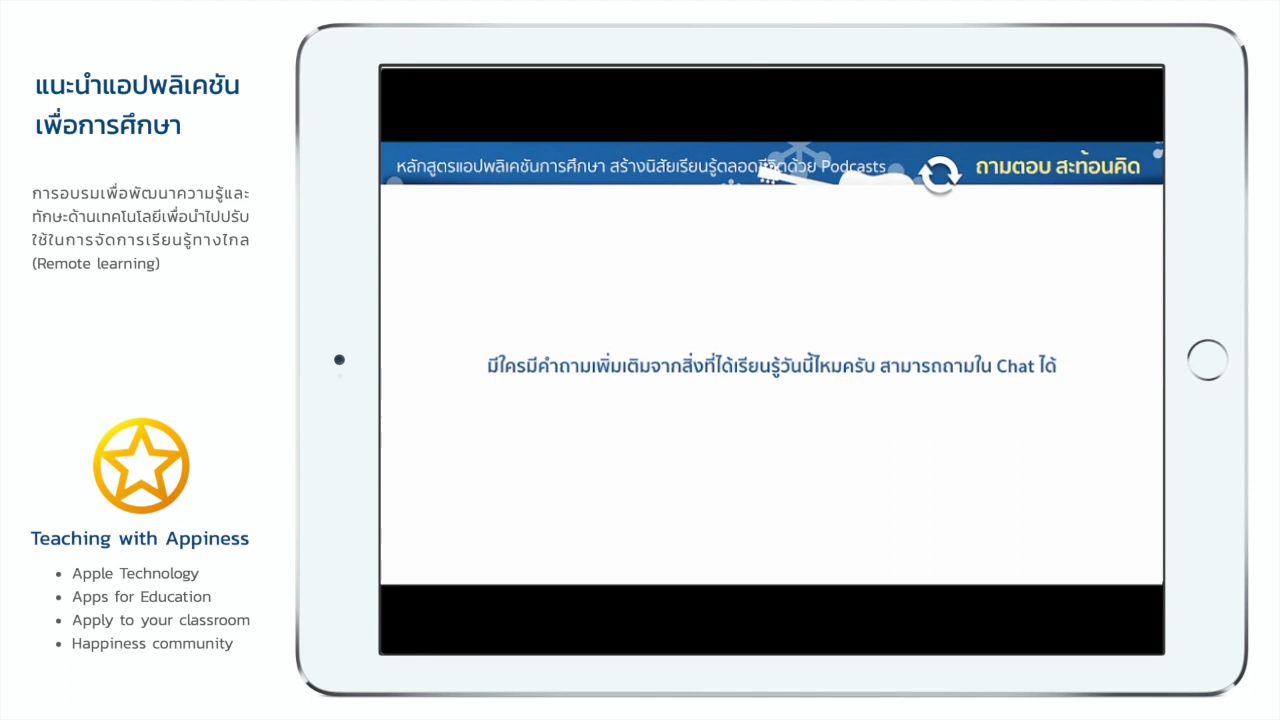 แนะนำแอปพลิเคชัน
เพื่อการศึกษา
การอบรมเพื่อพัฒนาความรู้และ
ทักษะด้านเทคโนโลยีเพื่อนำไปปรับ
ใช้ในการจัดการเรียนรู้ทางไกล
(Remote learning)
Teaching with Appiness
• Apple Technology
• Apps for Education
• Apply to your classroom
• Happiness community
หลักสูตรแอปพลิเคชันการศึกษา สร้างนิสัยเรียนรู้ตลอดชีวิตด้วย Podcasts
ถามตอบ สะท้อนคิด
มีใครมีคำถามเพิ่มเติมจากสิ่งที่ได้เรียนรู้วันนี้ไหมครับ สามารถถามใน Chat ได้